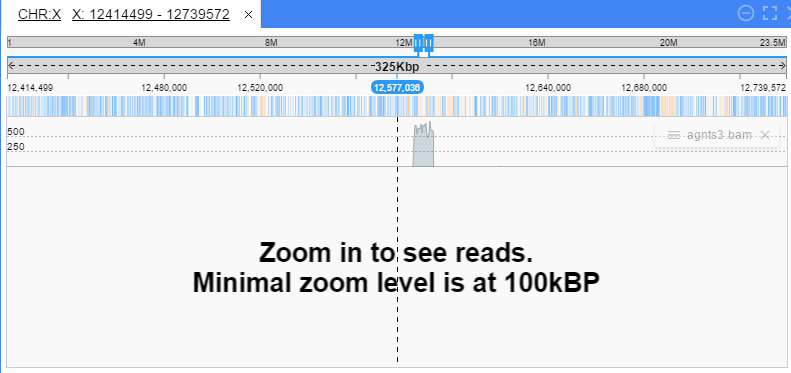 CHR:X X: 12414499 - 12739572 ×
1 4M 8M 12M 16M 20M 23.5M
325Kbp
12,414,499 12,480,000 12,520,000 12,577,036 12,640,000 12,680,000 12,739,572
500
250
agnts3.bam ×
Zoom in to see reads.
Minimal zoom level is at 100kBP